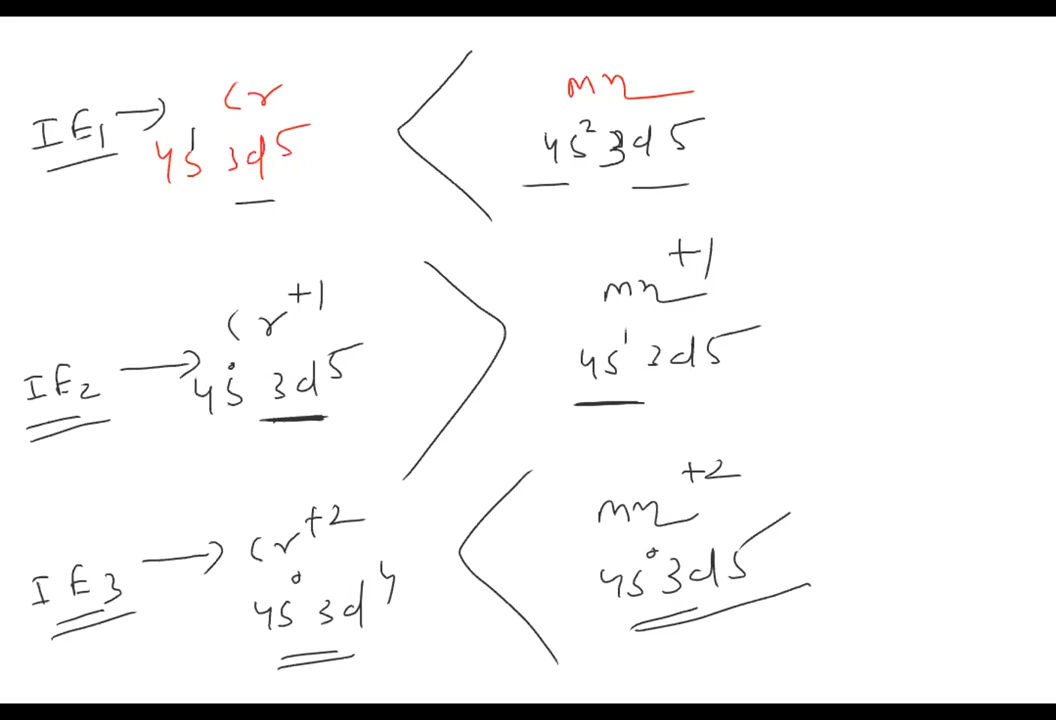 IE₁ → Cr < Mn
4s¹ 3d⁵ 4s² 3d⁵
IE₂ → Cr⁺¹ > Mn⁺¹
4s⁰ 3d⁵ 4s¹ 3d⁵
IE₃ → Cr⁺² < Mn⁺²
4s⁰ 3d⁴ 4s⁰ 3d⁵